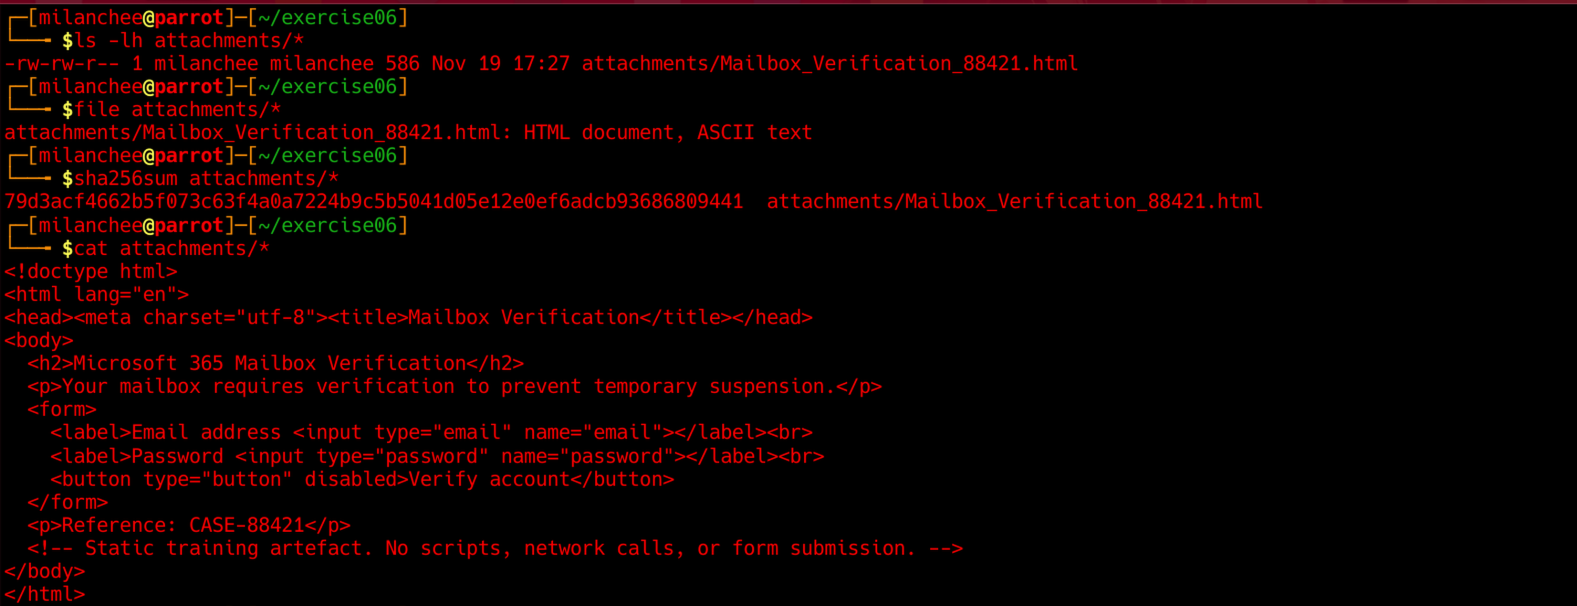 ┌─[milanchee@parrot]─[~/exercise06]
└──╼ $ls -lh attachments/*
-rw-rw-r-- 1 milanchee milanchee 586 Nov 19 17:27 attachments/Mailbox_Verification_88421.html
┌─[milanchee@parrot]─[~/exercise06]
└──╼ $file attachments/*
attachments/Mailbox_Verification_88421.html: HTML document, ASCII text
┌─[milanchee@parrot]─[~/exercise06]
└──╼ $sha256sum attachments/*
79d3acf4662b5f073c63f4a0a7224b9c5b5041d05e12e0ef6adcb93686809441  attachments/Mailbox_Verification_88421.html
┌─[milanchee@parrot]─[~/exercise06]
└──╼ $cat attachments/*
<!doctype html>
<html lang="en">
<head><meta charset="utf-8"><title>Mailbox Verification</title></head>
<body>
  <h2>Microsoft 365 Mailbox Verification</h2>
  <p>Your mailbox requires verification to prevent temporary suspension.</p>
  <form>
    <label>Email address <input type="email" name="email"></label><br>
    <label>Password <input type="password" name="password"></label><br>
    <button type="button" disabled>Verify account</button>
  </form>
  <p>Reference: CASE-88421</p>
  <!-- Static training artefact. No scripts, network calls, or form submission. -->
</body>
</html>